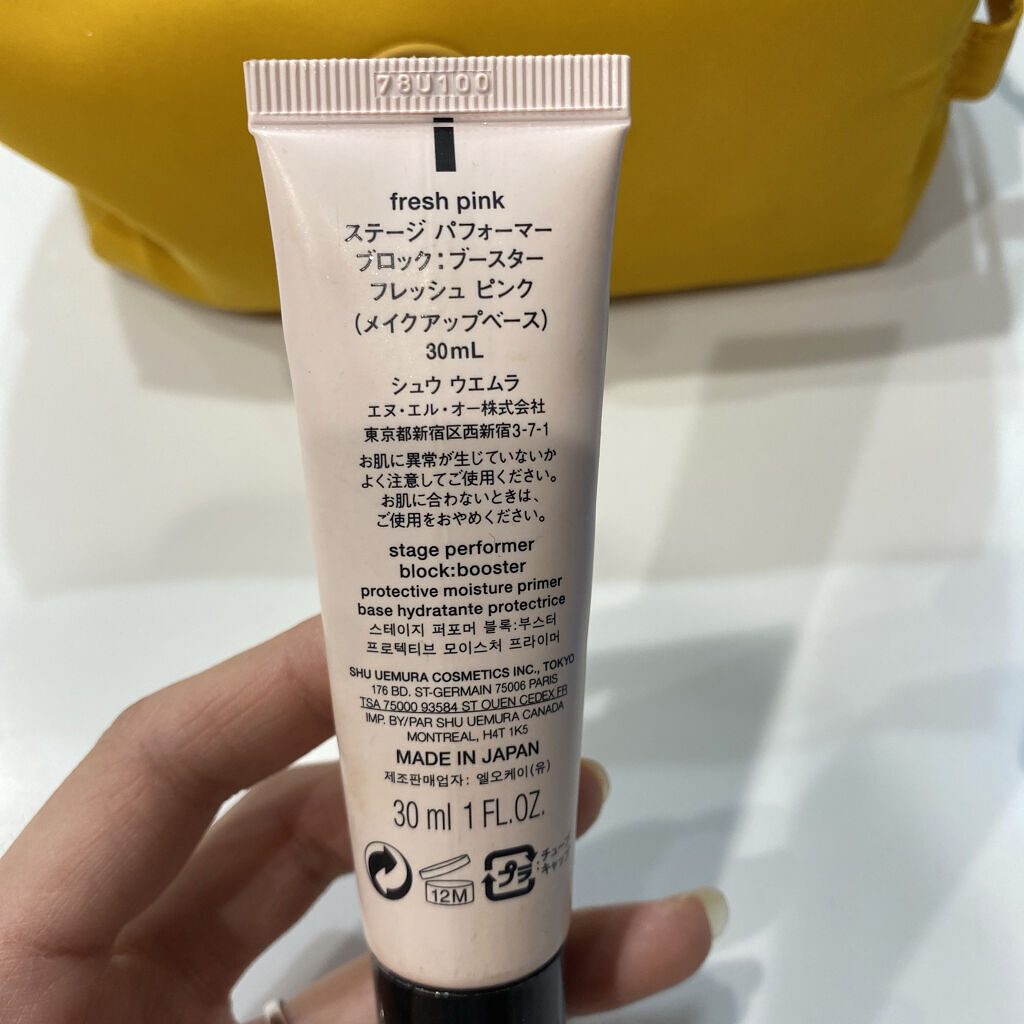 78U100
fresh pink
ステージ パフォーマー
ブロック:ブースター
フレッシュ ピンク
(メイクアップベース)
30mL
シュウ ウエムラ
エヌ・エル・オー株式会社
東京都新宿区西新宿3-7-1
お肌に異常が生じていないか
よく注意してご使用ください。
お肌に合わないときは、
ご使用をおやめください。
stage performer
block:booster
protective moisture primer
base hydratante protectrice
스테이지 퍼포머 블록:부스터
프로텍티브 모이스처 프라이머
SHU UEMURA COSMETICS INC., TOKYO
176 BD. ST-GERMAIN 75006 PARIS
TSA 75000 93584 ST OUEN CEDEX FR
IMP. BY/PAR SHU UEMURA CANADA
MONTREAL, H4T 1K5
MADE IN JAPAN
제조판매업자: 엘오케이(유)
30 ml 1 FL.OZ.
12M
プラ
:チューブ
キャップ